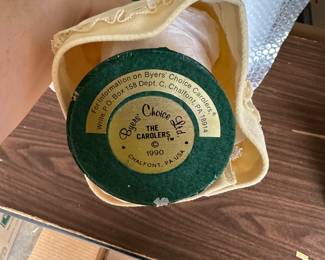 For Information on Byers' Choice Carolers®
Write: P.O. Box 158 Dept. C, Chalfont, PA 18914
Byers' Choice Ltd
THE
CAROLERS™
©
1990
CHALFONT, PA. USA